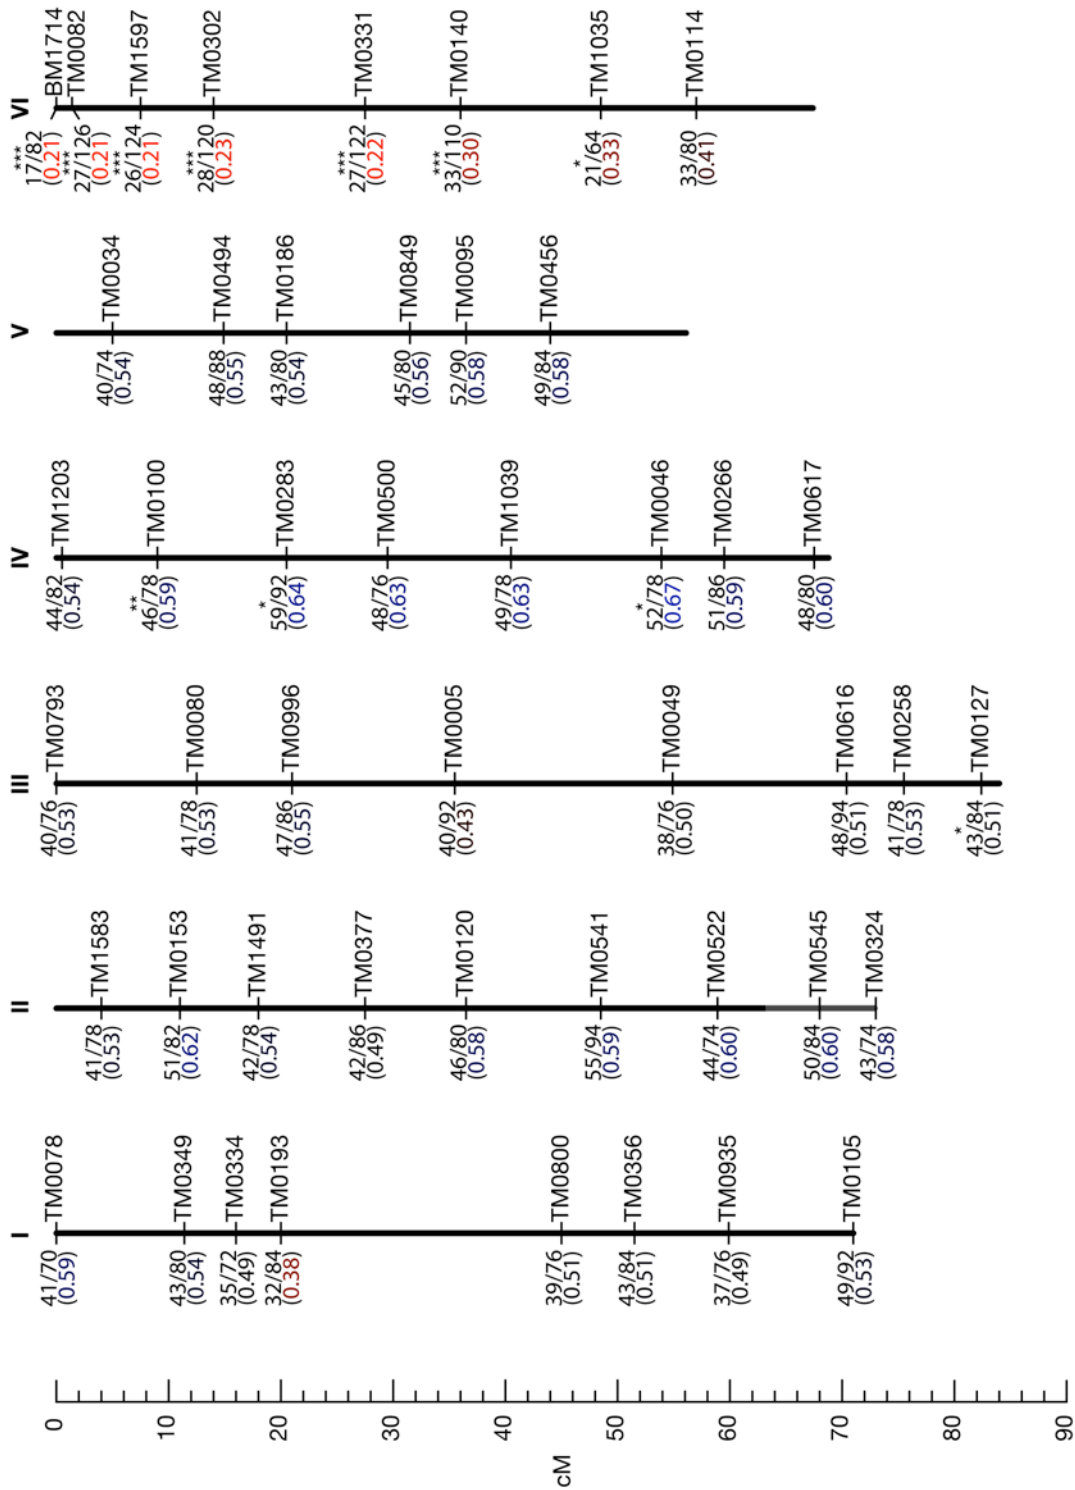 cM
0
10
20
30
40
50
60
70
80
90
I
41/70
(0.59)
TM0078
43/80
(0.54)
TM0349
35/72
(0.49)
TM0334
32/84
(0.38)
TM0193
39/76
(0.51)
TM0800
43/84
(0.51)
TM0356
37/76
(0.49)
TM0935
49/92
(0.53)
TM0105
II
41/78
(0.53)
TM1583
51/82
(0.62)
TM0153
42/78
(0.54)
TM1491
42/86
(0.49)
TM0377
46/80
(0.58)
TM0120
55/94
(0.59)
TM0541
44/74
(0.60)
TM0522
50/84
(0.60)
TM0545
43/74
(0.58)
TM0324
III
40/76
(0.53)
TM0793
41/78
(0.53)
TM0080
47/86
(0.55)
TM0996
40/92
(0.43)
TM0005
38/76
(0.50)
TM0049
48/94
(0.51)
TM0616
41/78
(0.53)
TM0258
*
43/84
(0.51)
TM0127
IV
44/82
(0.54)
TM1203
**
46/78
(0.59)
TM0100
*
59/92
(0.64)
TM0283
48/76
(0.63)
TM0500
49/78
(0.63)
TM1039
*
52/78
(0.67)
TM0046
51/86
(0.59)
TM0266
48/80
(0.60)
TM0617
V
40/74
(0.54)
TM0034
48/88
(0.55)
TM0494
43/80
(0.54)
TM0186
45/80
(0.56)
TM0849
52/90
(0.58)
TM0095
49/84
(0.58)
TM0456
VI
***
17/82
(0.21)
BM1714
***
27/126
(0.21)
TM0082
***
26/124
(0.21)
TM1597
***
28/120
(0.23)
TM0302
***
27/122
(0.22)
TM0331
***
33/110
(0.30)
TM0140
*
21/64
(0.33)
TM1035
33/80
(0.41)
TM0114